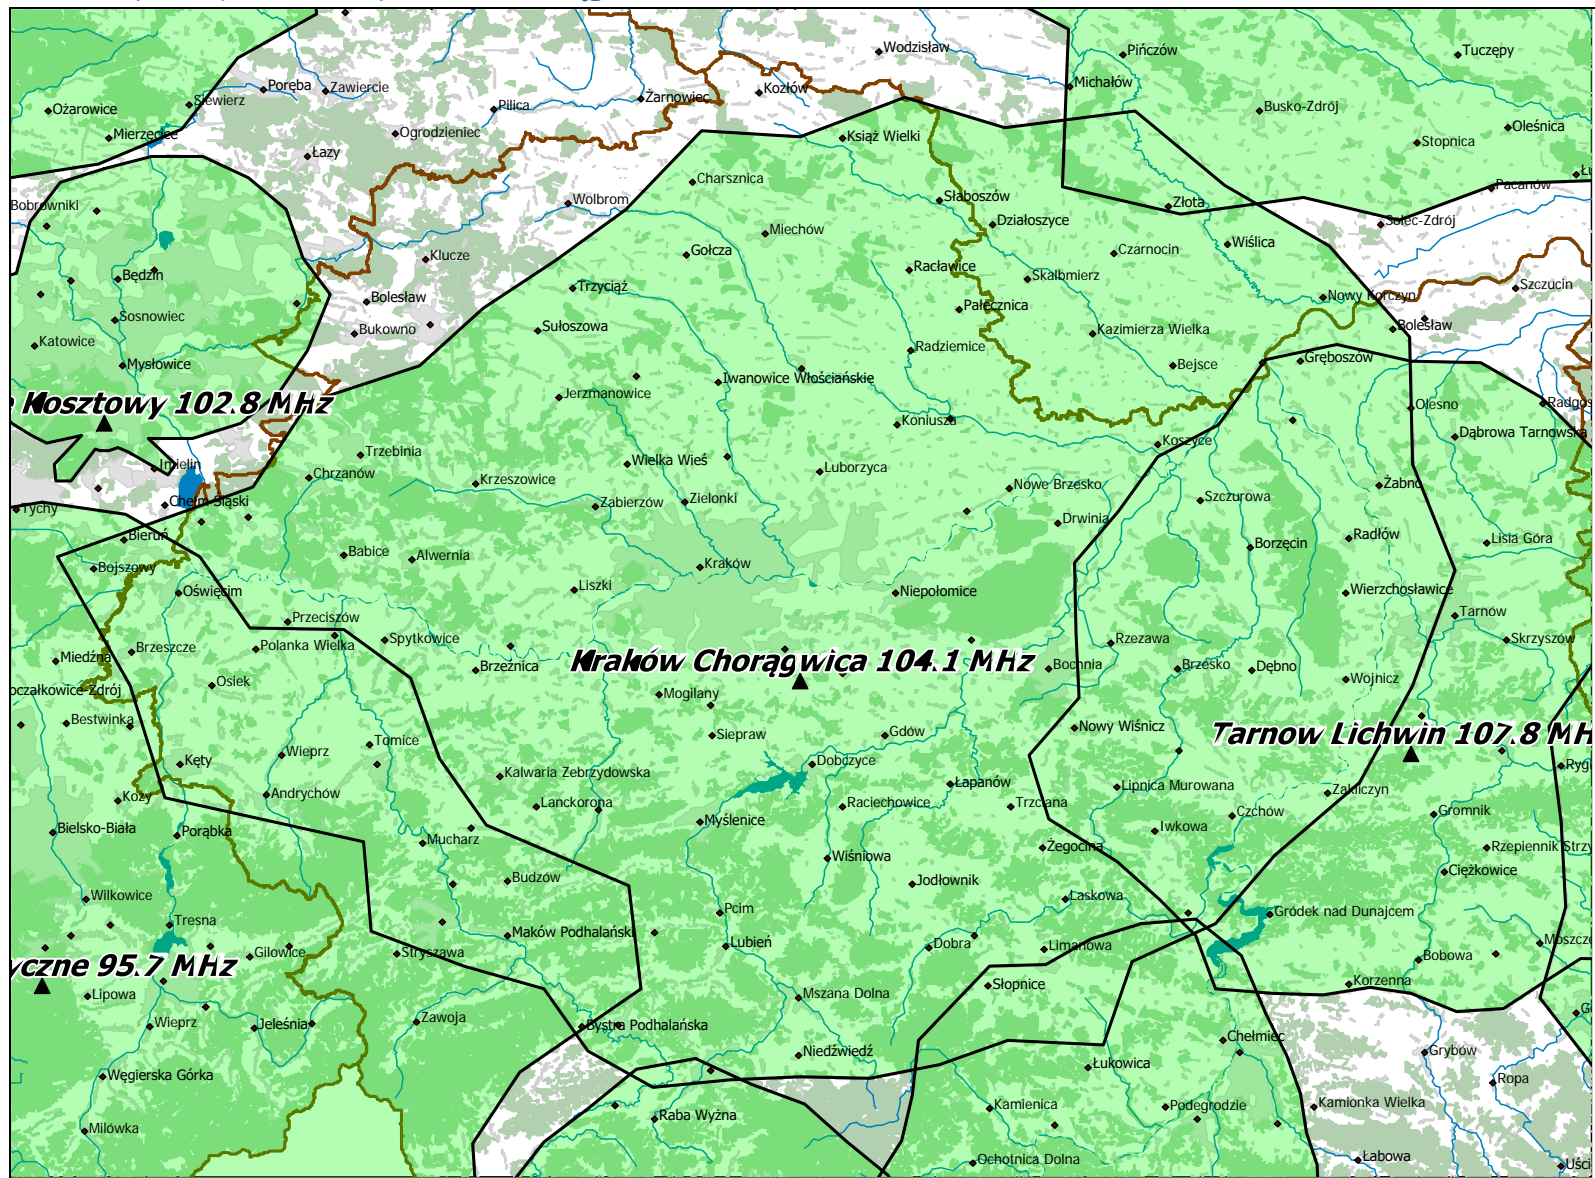 Wodzisław
Pińczów
Tuczępy
Michałów
Poręba
Zawiercie
Kozłów
Żarnowiec
Siewierz
Ożarowice
Pilica
Busko-Zdrój
Mierzęcice
Ogrodzieniec
Książ Wielki
Oleśnica
Stopnica
Łazy
Charsznica
Pacanów
Bobrowniki
Wolbrom
Słaboszów
Złota
Działoszyce
Solec-Zdrój
Miechów
Wiślica
Gołcza
Klucze
Czarnocin
Będzin
Racławice
Skalbmierz
Trzyciąż
Szczucin
Bolesław
Nowy Korczyn
Pałecznica
Sosnowiec
Sułoszowa
Bukowno
Kazimierza Wielka
Bolesław
Katowice
Radziemice
Mysłowice
Bejsce
Gręboszów
Iwanowice Włościańskie
Jerzmanowice
Kosztowy 102.8 MHz
Olesno
Koniusza
Dąbrowa Tarnowska
Trzebinia
Koszyce
Imielin
Wielka Wieś
Luborzyca
Chrzanów
Krzeszowice
Nowe Brzesko
Żabno
Chełm Śląski
Zabierzów
Zielonki
Szczurowa
Tychy
Drwinia
Bieruń
Radłów
Lisia Góra
Borzęcin
Babice
Alwernia
Bojszowy
Kraków
Oświęcim
Liszki
Niepołomice
Wierzchosławice
Przeciszów
Tarnów
Spytkowice
Rzezawa
Skrzyszów
Polanka Wielka
Brzeszcze
Miedźna
Brzeźnica
Kraków Chorągwica 104.1 MHz
Bochnia
Brzesko
Dębno
Wojnicz
Osiek
Mogilany
Bestwinka
Nowy Wiśnicz
Siepraw
Gdów
Tarnow Lichwin 107.8 MH
Tomice
Wieprz
Kęty
Dobczyce
Kalwaria Zebrzydowska
Łapanów
Lipnica Murowana
Zakliczyn
Andrychów
Kozy
Lanckorona
Raciechowice
Trzciana
Gromnik
Czchów
Myślenice
Iwkowa
Bielsko-Biała
Porąbka
Mucharz
Żegocina
Wiśniowa
Ciężkowice
Budzów
Jodłownik
Wilkowice
Laskowa
Pcim
Gródek nad Dunajcem
Tresna
Maków Podhalański
Lubień
Dobra
Limanowa
Stryszawa
Gilowice
Bobowa
yczne 95.7 MHz
Słopnice
Korzenna
Lipowa
Mszana Dolna
Zawoja
Wieprz
Jeleśnia
Bystra Podhalańska
Chełmiec
Niedźwiedź
Grybów
Łukowica
Węgierska Górka
Ropa
Kamienica
Podegrodzie
Kamionka Wielka
Raba Wyżna
Milówka
Łabowa
Ochotnica Dolna